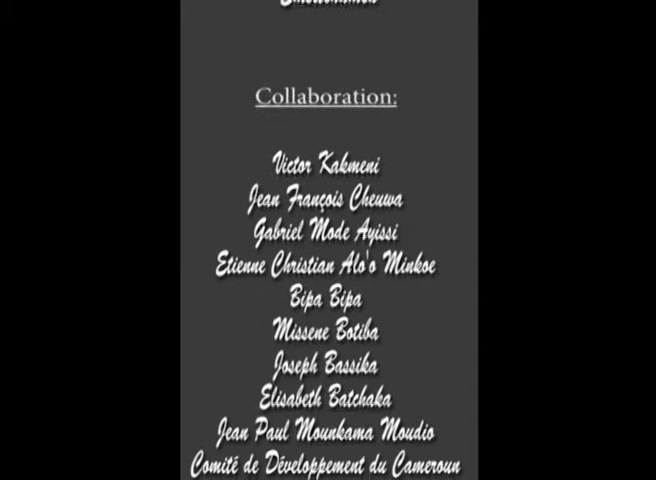 Collaboration:
Victor Kakmeni
Jean François Cheuwa
Gabriel Mode Ayissi
Etienne Christian Alo'o Minkoe
Bipa Bipa
Missene Botiba
Joseph Bassika
Elisabeth Batchaka
Jean Paul Mounkama Moudio
Comité de Développement du Cameroun